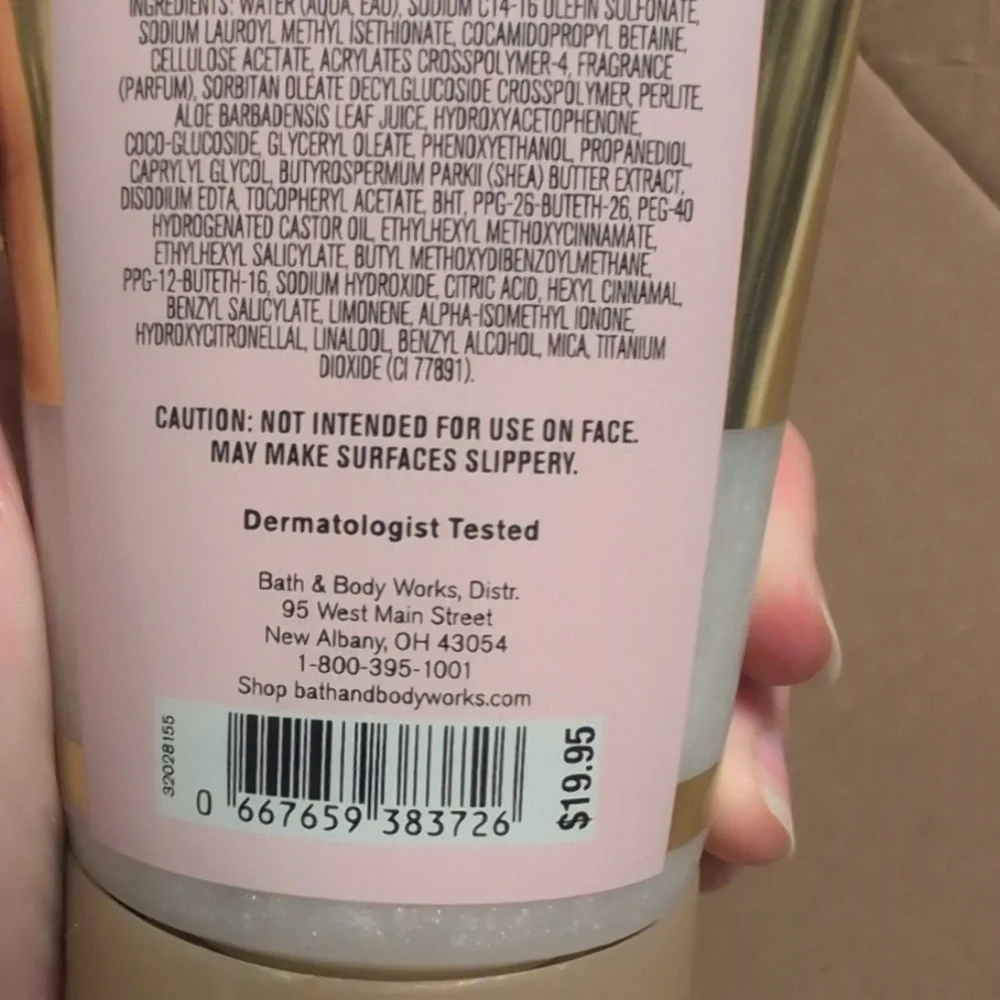 INGREDIENTS: WATER (AQUA, EAU), SODIUM C14-16 OLEFIN SULFONATE,
SODIUM LAUROYL METHYL ISETHIONATE, COCAMIDOPROPYL BETAINE,
CELLULOSE ACETATE, ACRYLATES CROSSPOLYMER-4, FRAGRANCE
(PARFUM), SORBITAN OLEATE DECYLGLUCOSIDE CROSSPOLYMER, PERLITE,
ALOE BARBADENSIS LEAF JUICE, HYDROXYACETOPHENONE,
COCO-GLUCOSIDE, GLYCERYL OLEATE, PHENOXYETHANOL, PROPANEDIOL,
CAPRYLYL GLYCOL, BUTYROSPERMUM PARKII (SHEA) BUTTER EXTRACT,
DISODIUM EDTA, TOCOPHERYL ACETATE, BHT, PPG-26-BUTETH-26, PEG-40
HYDROGENATED CASTOR OIL, ETHYLHEXYL METHOXYCINNAMATE,
ETHYLHEXYL SALICYLATE, BUTYL METHOXYDIBENZOYLMETHANE,
PPG-12-BUTETH-16, SODIUM HYDROXIDE, CITRIC ACID, HEXYL CINNAMAL,
BENZYL SALICYLATE, LIMONENE, ALPHA-ISOMETHYL IONONE,
HYDROXYCITRONELLAL, LINALOOL, BENZYL ALCOHOL, MICA, TITANIUM
DIOXIDE (CI 77891).
CAUTION: NOT INTENDED FOR USE ON FACE.
MAY MAKE SURFACES SLIPPERY.
Dermatologist Tested
Bath & Body Works, Distr.
95 West Main Street
New Albany, OH 43054
1-800-395-1001
Shop bathandbodyworks.com
32028155
0 667659 383726
$19.95